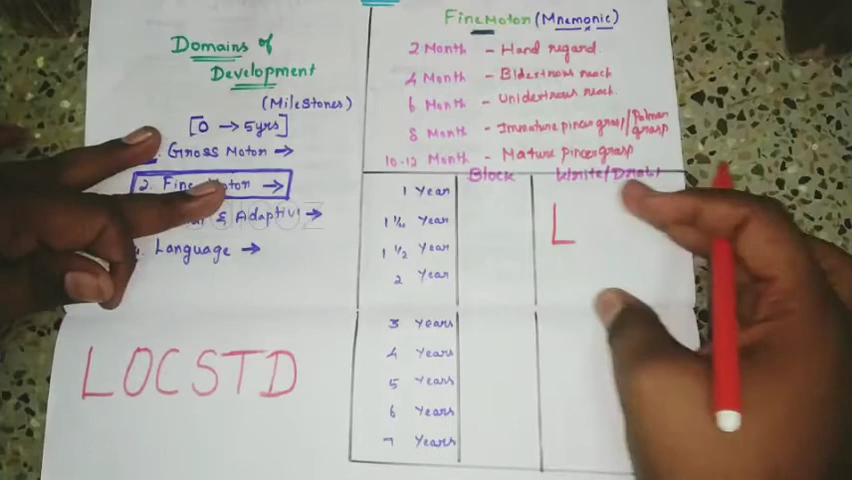 Domains of
Development
(Milestones)
[0 → 5yrs]
1. Gross Motor →
2. Fine Motor →
& Adaptive →
4. Language →
LOCSTD
Fine Motor (Mnemonic)
2 Month - Hand regard.
4 Month - Bidextrous reach
6 Month - Unidextrous reach.
8 Month - Immature pincer grasp/Palmar grasp
10-12 Month - Mature pincer grasp
Block Write/Draw
1 Year L
1 1/2 Year
2 Year
3 Years
4 Years
5 Years
6 Years
7 Years